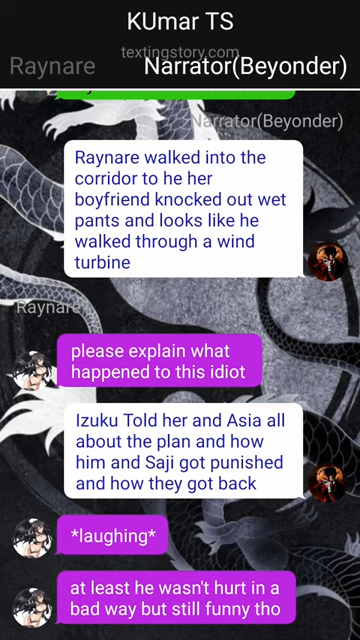 KUmar TS
textingstory.com
Raynare Narrator(Beyonder)
Narrator(Beyonder)
Raynare walked into the
corridor to he her
boyfriend knocked out wet
pants and looks like he
walked through a wind
turbine
Raynare
please explain what
happened to this idiot
Izuku Told her and Asia all
about the plan and how
him and Saji got punished
and how they got back
*laughing*
at least he wasn't hurt in a
bad way but still funny tho